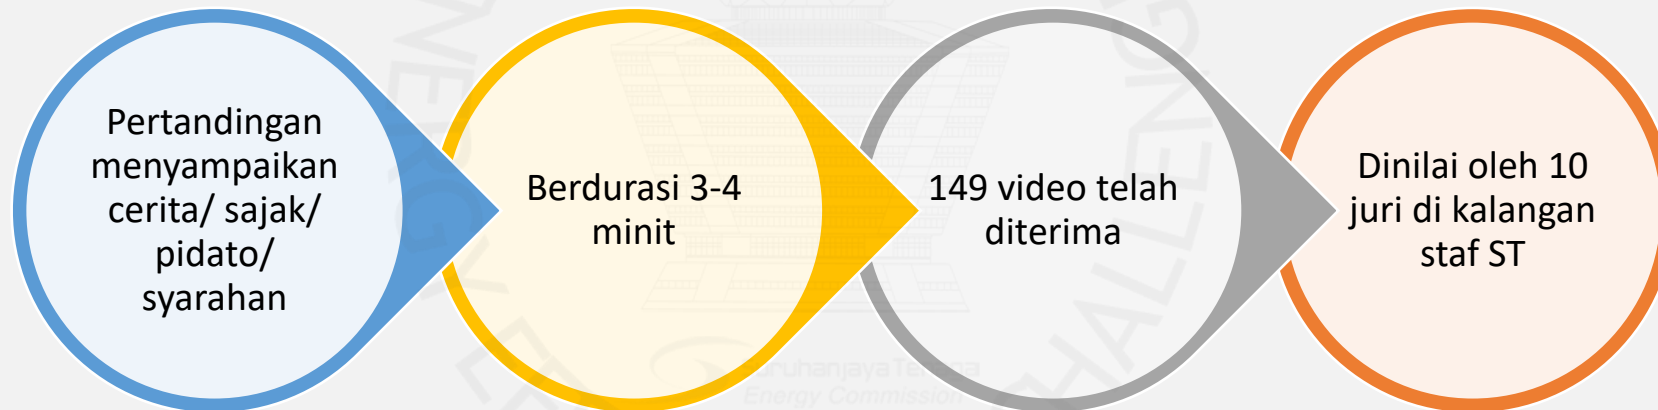 Pertandingan
menyampaikan
cerita/ sajak/
pidato/
syarahan
Berdurasi 3-4
minit
149 video telah
diterima
Dinilai oleh 10
juri di kalangan
staf ST
Energy Commission